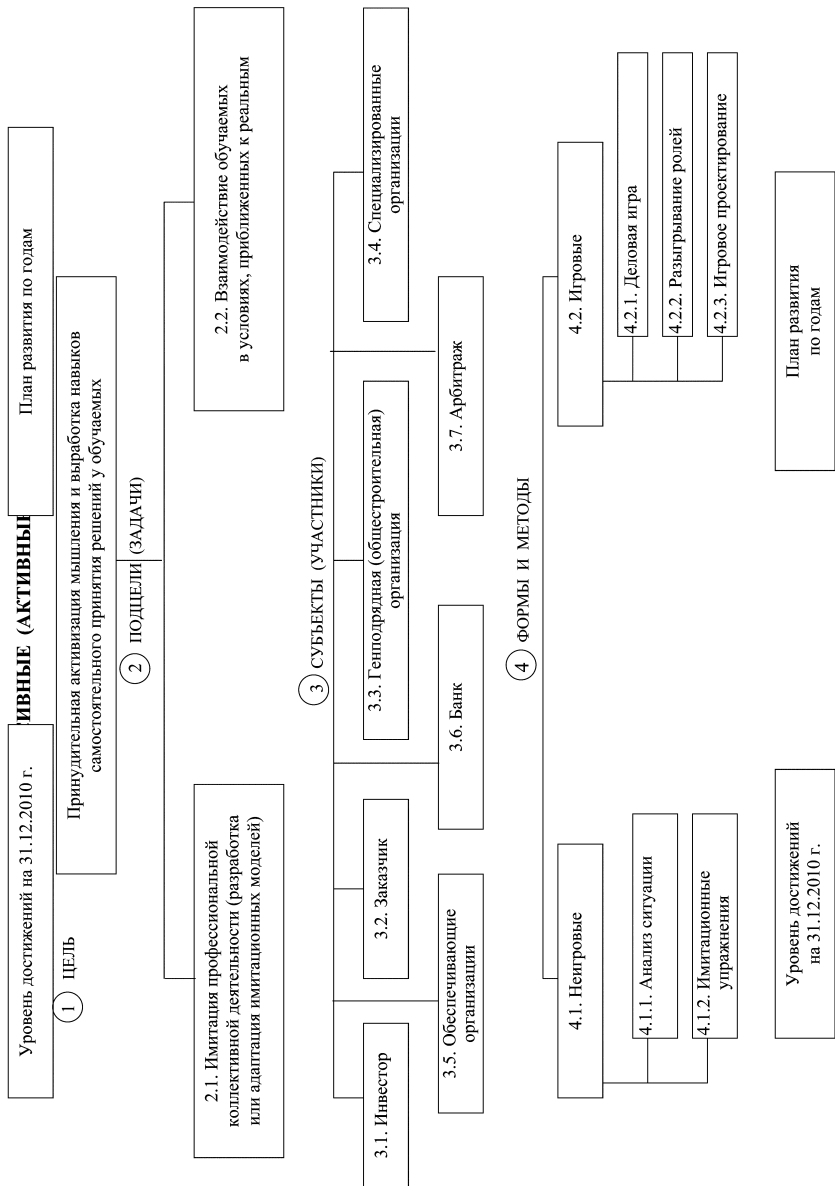 Уровень достижений на 31.12.2010 г.
План развития по годам
ИВНЫЕ (АКТИВНЫЕ
1 ЦЕЛЬ
Принудительная активизация мышления и выработка навыков
самостоятельного принятия решений у обучаемых
2 ПОДЦЕЛИ (ЗАДАЧИ)
2.1. Имитация профессиональной
коллективной деятельности (разработка
или адаптация имитационных моделей)
2.2. Взаимодействие обучаемых
в условиях, приближенных к реальным
3 СУБЪЕКТЫ (УЧАСТНИКИ)
3.1. Инвестор
3.2. Заказчик
3.3. Генподрядная (общестроительная)
организация
3.4. Специализированные
организации
3.5. Обеспечивающие
организации
3.6. Банк
3.7. Арбитраж
4 ФОРМЫ И МЕТОДЫ
4.1. Неигровые
4.1.1. Анализ ситуации
4.1.2. Имитационные
упражнения
4.2. Игровые
4.2.1. Деловая игра
4.2.2. Разыгрывание ролей
4.2.3. Игровое проектирование
Уровень достижений
на 31.12.2010 г.
План развития
по годам